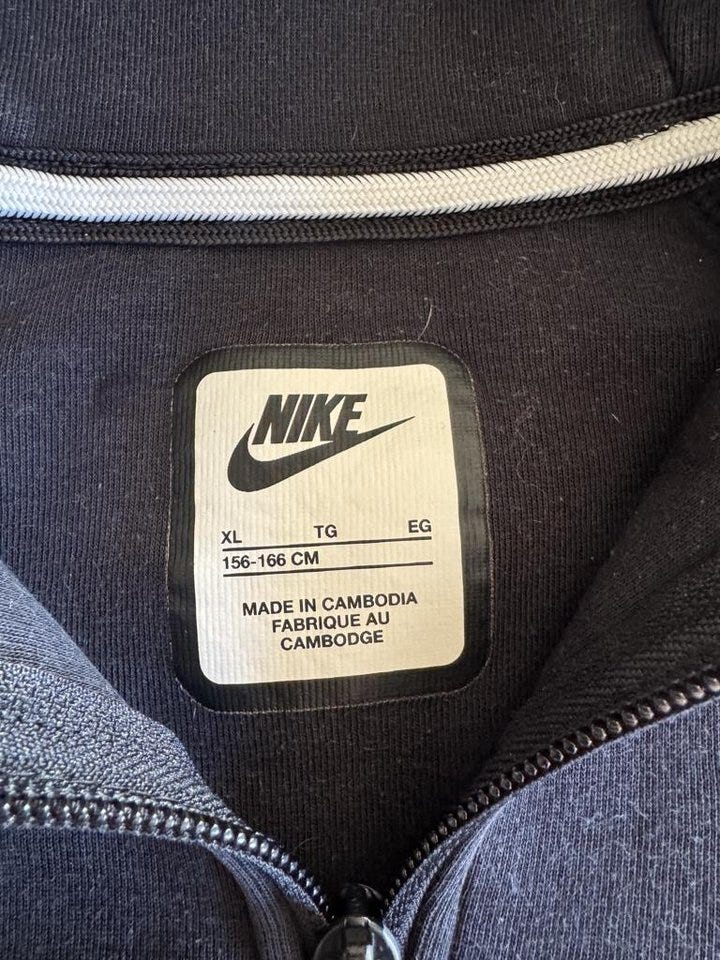 NIKE
XL TG EG
156-166 CM
MADE IN CAMBODIA
FABRIQUE AU
CAMBODGE